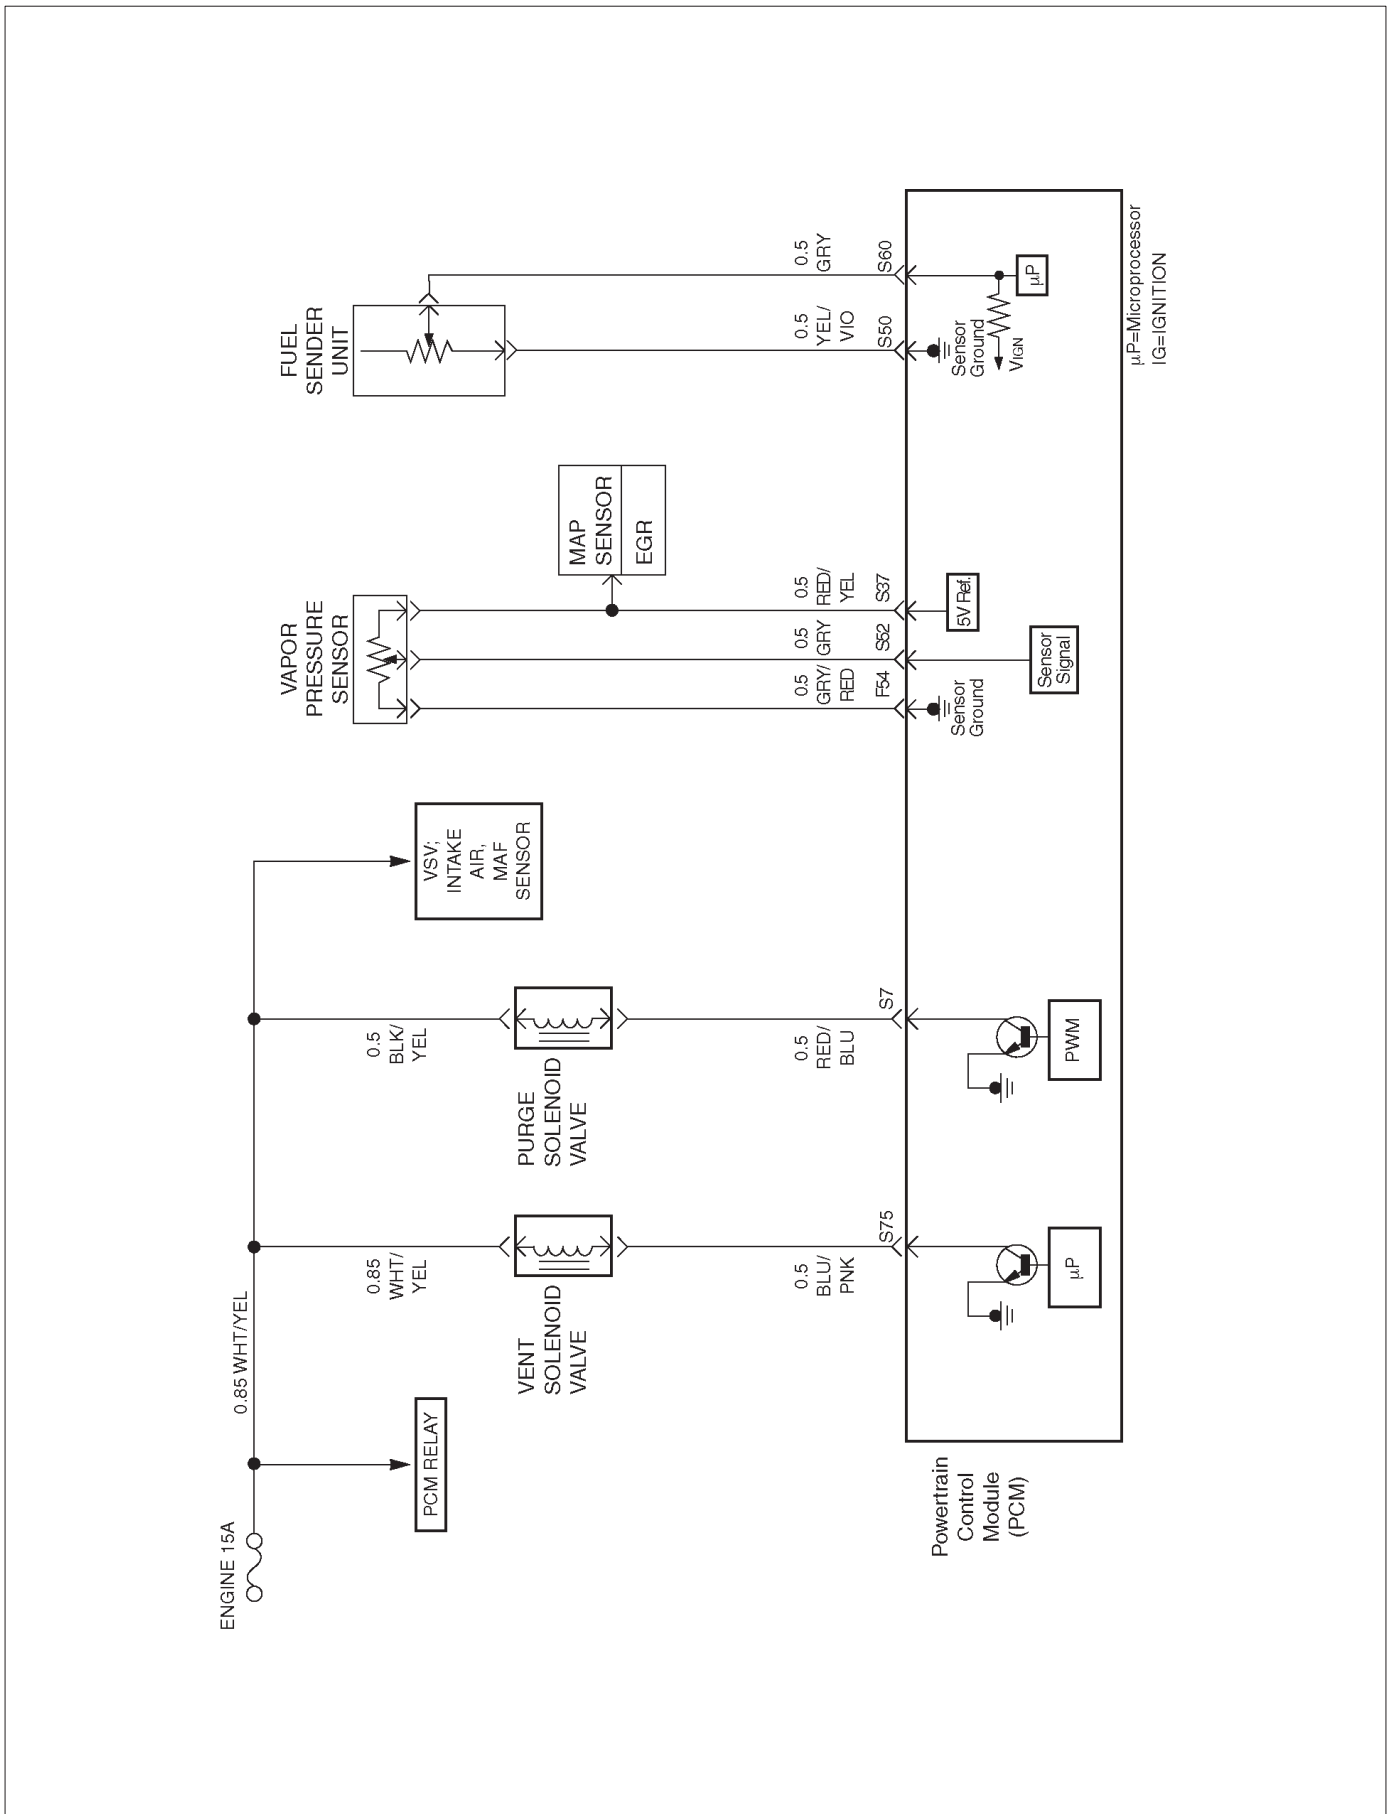 ENGINE 15A
0.85 WHT/YEL
PCM RELAY
0.85
WHT/
YEL
0.5
BLK/
YEL
VSV;
INTAKE
AIR,
MAF
SENSOR
VENT
SOLENOID
VALVE
PURGE
SOLENOID
VALVE
VAPOR
PRESSURE
SENSOR
FUEL
SENDER
UNIT
MAP
SENSOR
EGR
0.5
BLU/
PNK
S75
0.5
RED/
BLU
S7
0.5
GRY/
RED
F54
0.5
GRY
S52
0.5
RED/
YEL
S37
0.5
YEL/
VIO
S50
0.5
GRY
S60
Powertrain
Control
Module
(PCM)
µP
PWM
Sensor
Ground
Sensor
Signal
5V Ref.
Sensor
Ground
VIGN
µP
µP=Microprocessor
IG=IGNITION